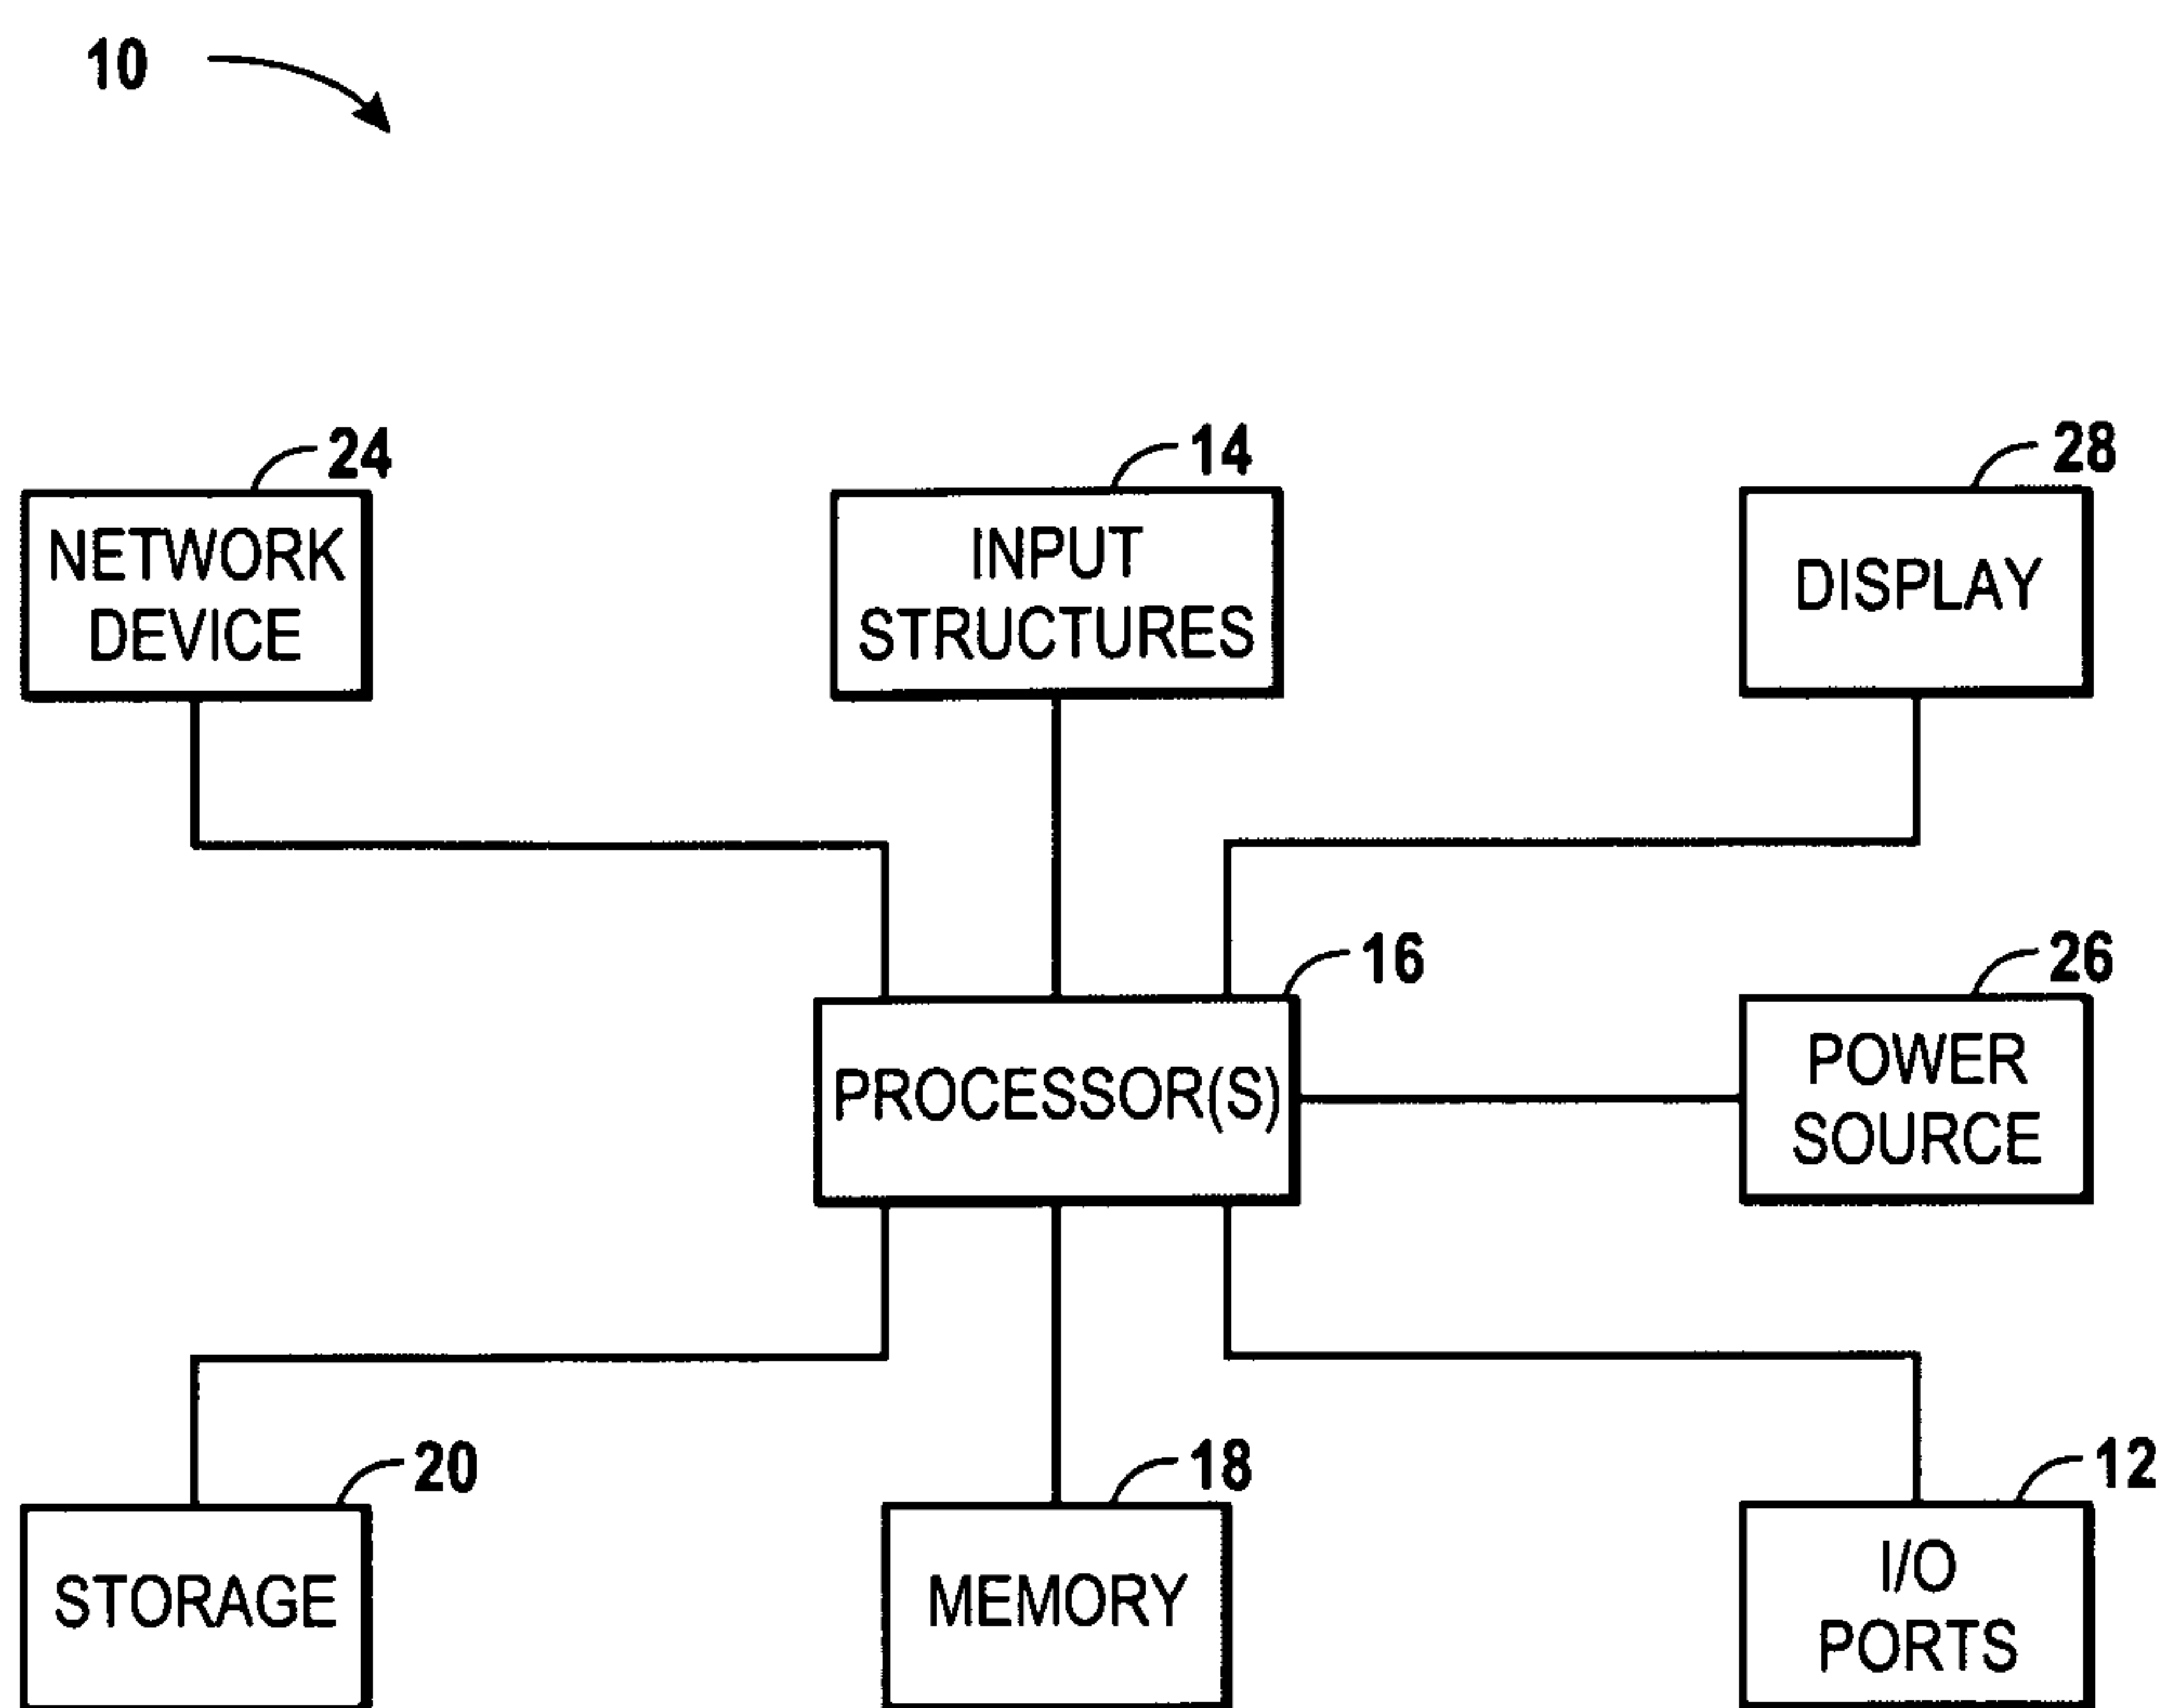 10
24
14
28
NETWORK
DEVICE
INPUT
STRUCTURES
DISPLAY
16
26
PROCESSOR(S)
POWER
SOURCE
20
18
12
STORAGE
MEMORY
I/O
PORTS